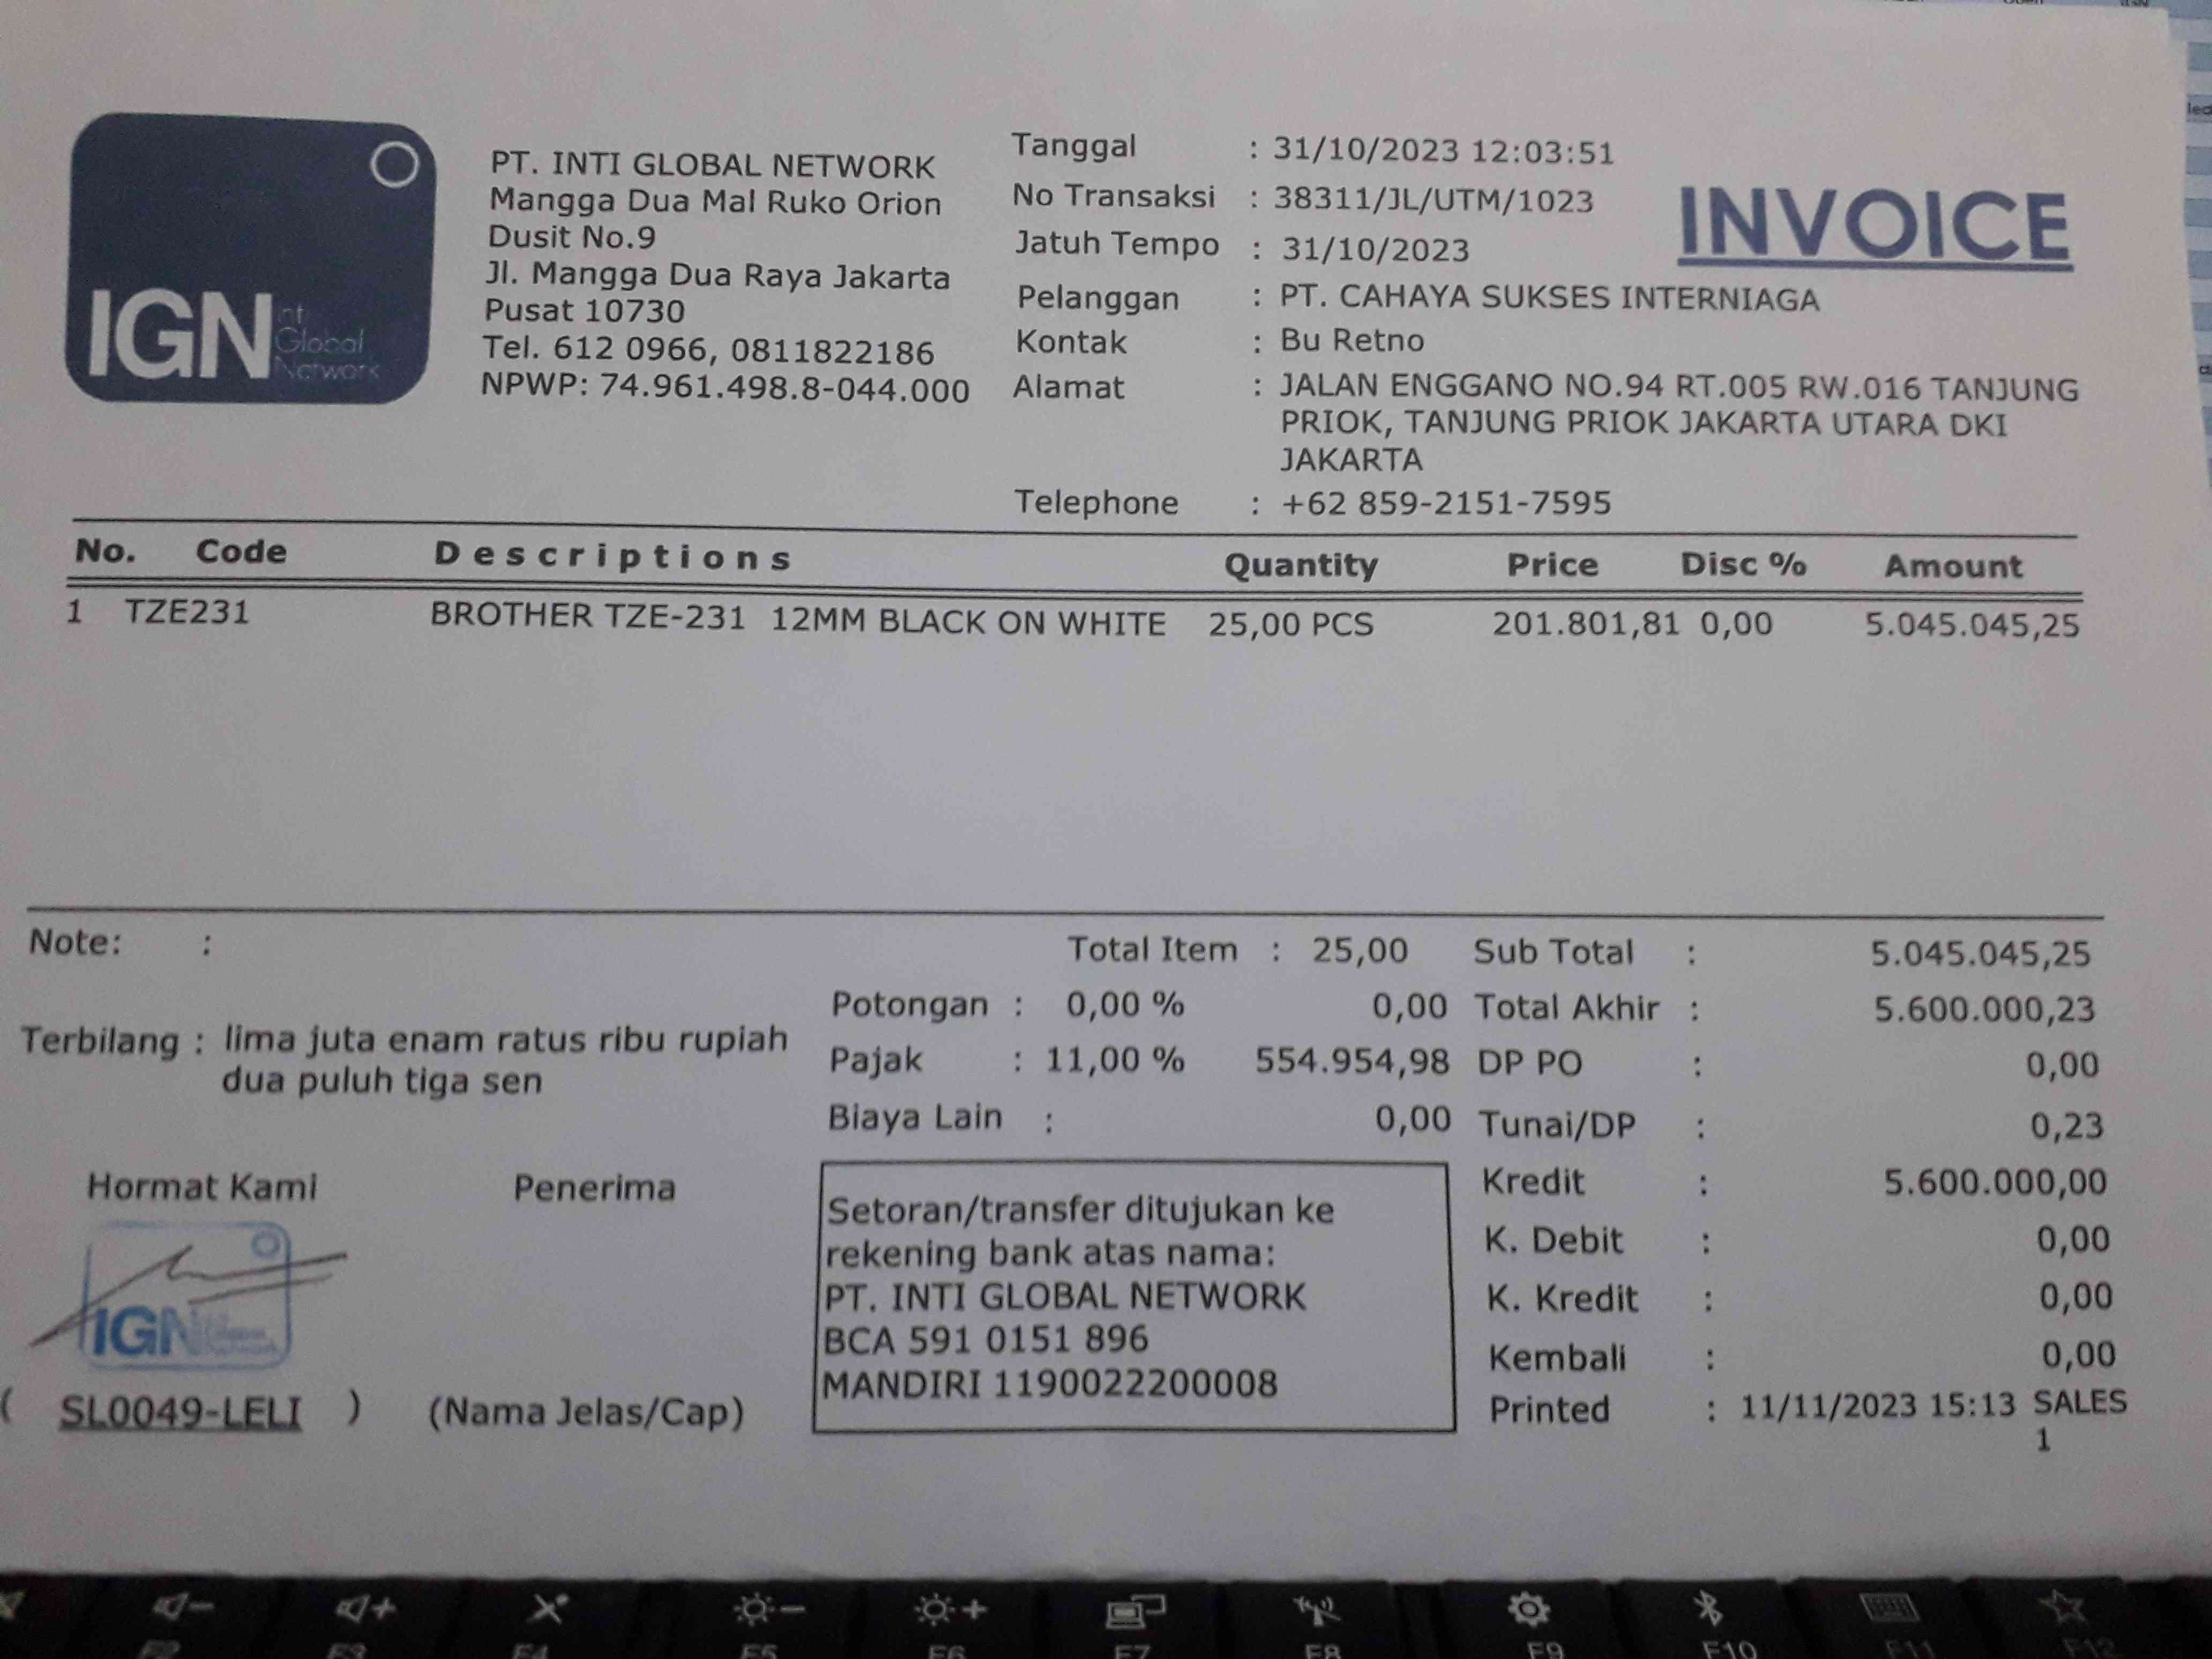 IGN
Global
Network
PT. INTI GLOBAL NETWORK
Mangga Dua Mal Ruko Orion
Dusit No.9
Jl. Mangga Dua Raya Jakarta
Pusat 10730
Tel. 612 0966, 0811822186
NPWP: 74.961.498.8-044.000
Tanggal : 31/10/2023 12:03:51
No Transaksi : 38311/JL/UTM/1023
Jatuh Tempo : 31/10/2023
Pelanggan : PT. CAHAYA SUKSES INTERNIAGA
Kontak : Bu Retno
Alamat : JALAN ENGGANO NO.94 RT.005 RW.016 TANJUNG
PRIOK, TANJUNG PRIOK JAKARTA UTARA DKI
JAKARTA
Telephone : +62 859-2151-7595
INVOICE
No. Code Descriptions Quantity Price Disc % Amount
1 TZE231 BROTHER TZE-231 12MM BLACK ON WHITE 25,00 PCS 201.801,81 0,00 5.045.045,25
Note: :
Terbilang : lima juta enam ratus ribu rupiah
dua puluh tiga sen
Total Item : 25,00
Potongan : 0,00 % 0,00
Pajak : 11,00 % 554.954,98
Biaya Lain : 0,00
Sub Total : 5.045.045,25
Total Akhir : 5.600.000,23
DP PO : 0,00
Tunai/DP : 0,23
Kredit : 5.600.000,00
K. Debit : 0,00
K. Kredit : 0,00
Kembali : 0,00
Printed : 11/11/2023 15:13 SALES
1
Hormat Kami
IGN
( SL0049-LELI )
Penerima
(Nama Jelas/Cap)
Setoran/transfer ditujukan ke
rekening bank atas nama:
PT. INTI GLOBAL NETWORK
BCA 591 0151 896
MANDIRI 1190022200008
F2 F3 F4 F5 F6 F7 F8 F9 F10 F11 F12